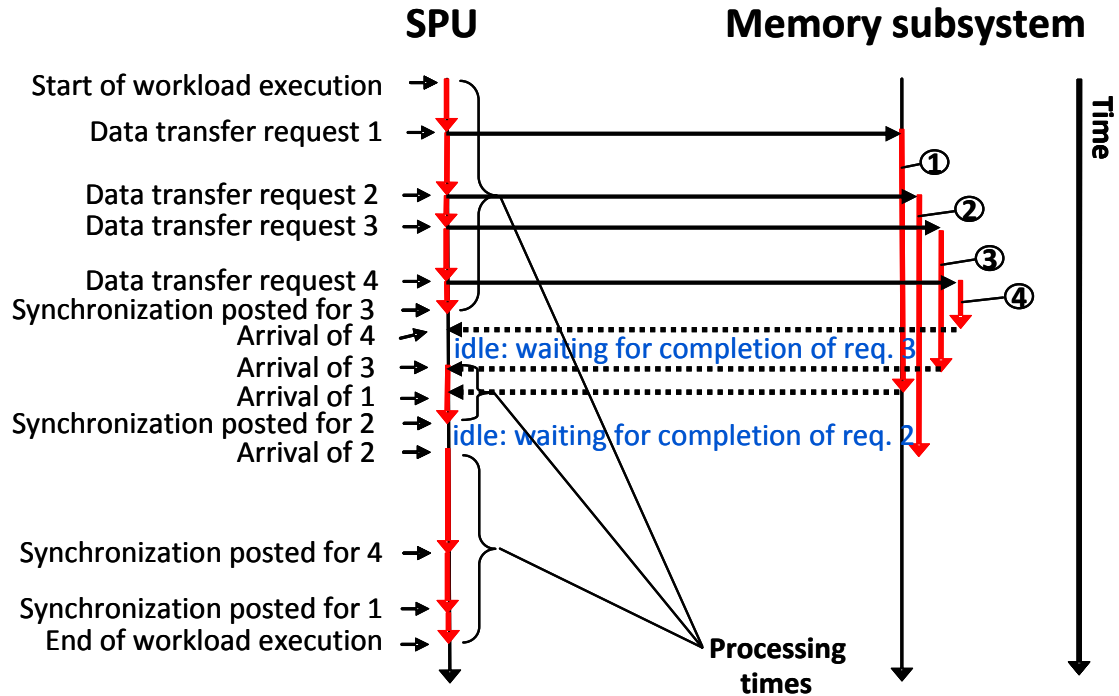 SPU
Memory subsystem
Start of workload execution
Time
Data transfer request 1
①
Data transfer request 2
②
Data transfer request 3
③
Data transfer request 4
④
Synchronization posted for 3
Arrival of 4
idle: waiting for completion of req. 3
Arrival of 3
Arrival of 1
Synchronization posted for 2
idle: waiting for completion of req. 2
Arrival of 2
Synchronization posted for 4
Synchronization posted for 1
End of workload execution
Processing
times